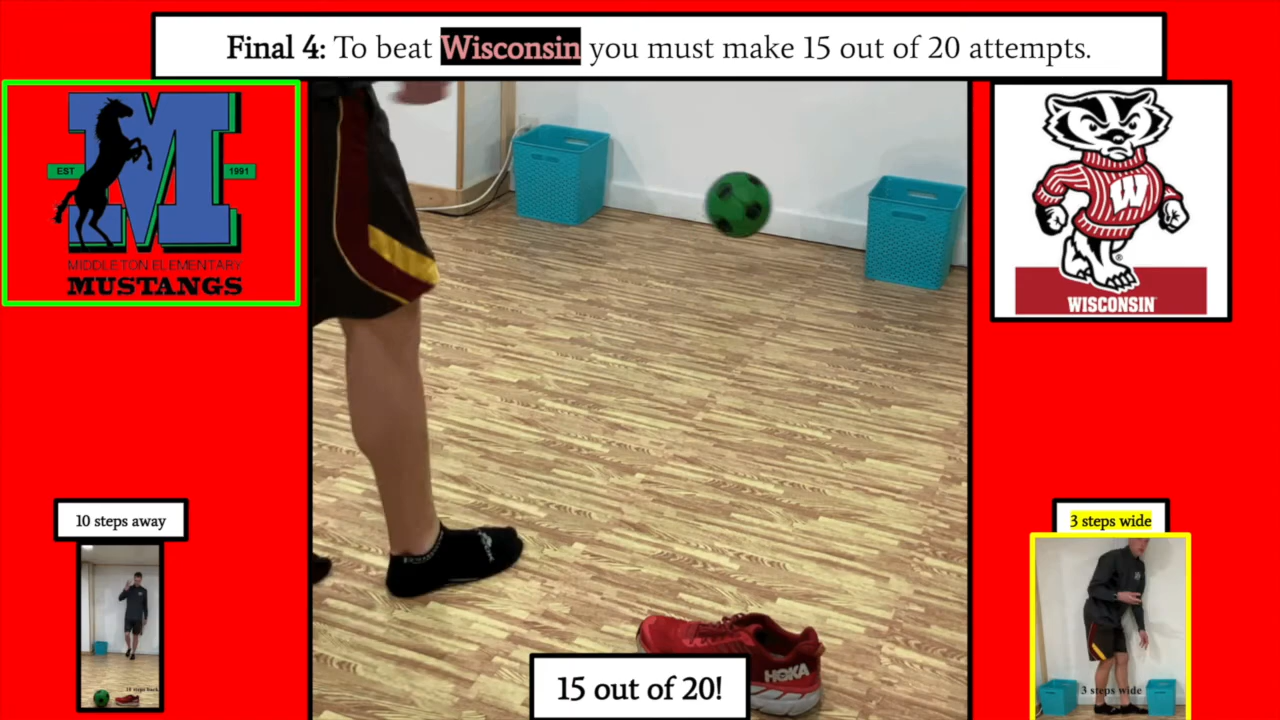 Final 4: To beat Wisconsin you must make 15 out of 20 attempts.
EST 1991
MIDDLETON ELEMENTARY
MUSTANGS
W
WISCONSIN
®
10 steps away
3 steps wide
3 steps wide
HOKA
15 out of 20!